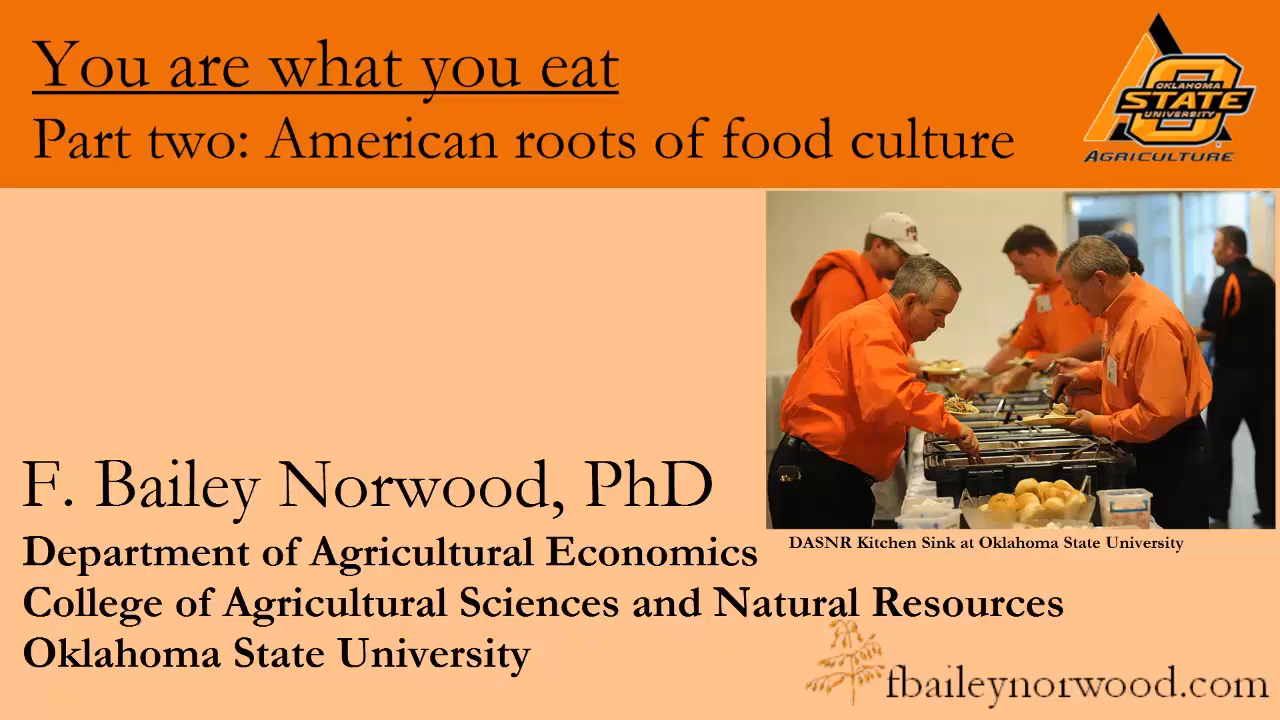 You are what you eat
Part two: American roots of food culture
OKLAHOMA
STATE
UNIVERSITY
AGRICULTURE
F. Bailey Norwood, PhD
Department of Agricultural Economics
College of Agricultural Sciences and Natural Resources
Oklahoma State University
DASNR Kitchen Sink at Oklahoma State University
fbaileynorwood.com